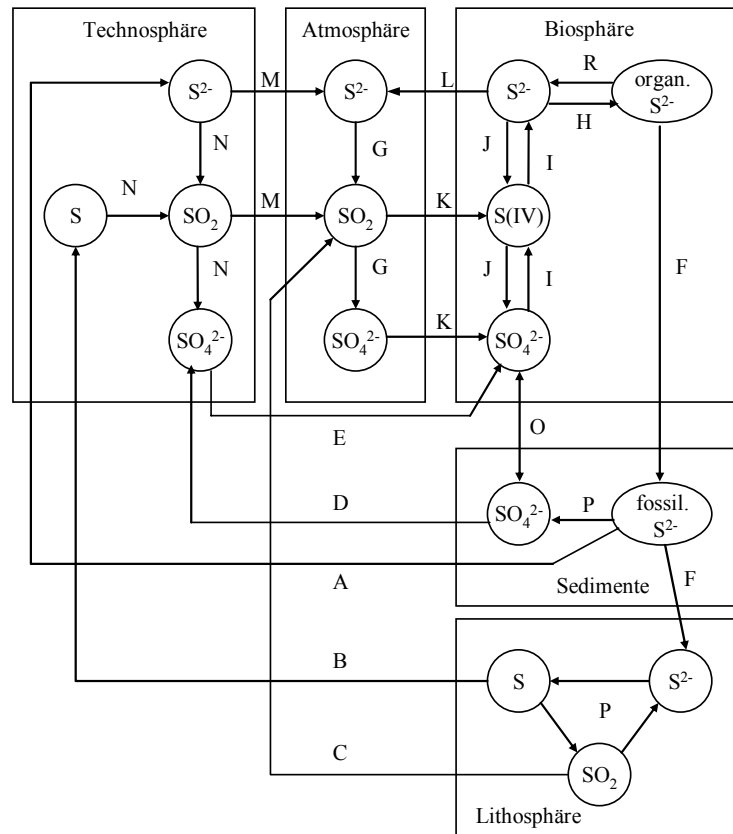 Technosphäre
Atmosphäre
Biosphäre
S²⁻
M
S²⁻
L
S²⁻
R
H
organ.
S²⁻
N
G
J
I
S
N
SO₂
M
SO₂
K
S(IV)
N
G
J
I
F
SO₄²⁻
SO₄²⁻
K
SO₄²⁻
E
O
D
SO₄²⁻
P
fossil.
S²⁻
A
Sedimente
F
B
S
S²⁻
P
C
SO₂
Lithosphäre